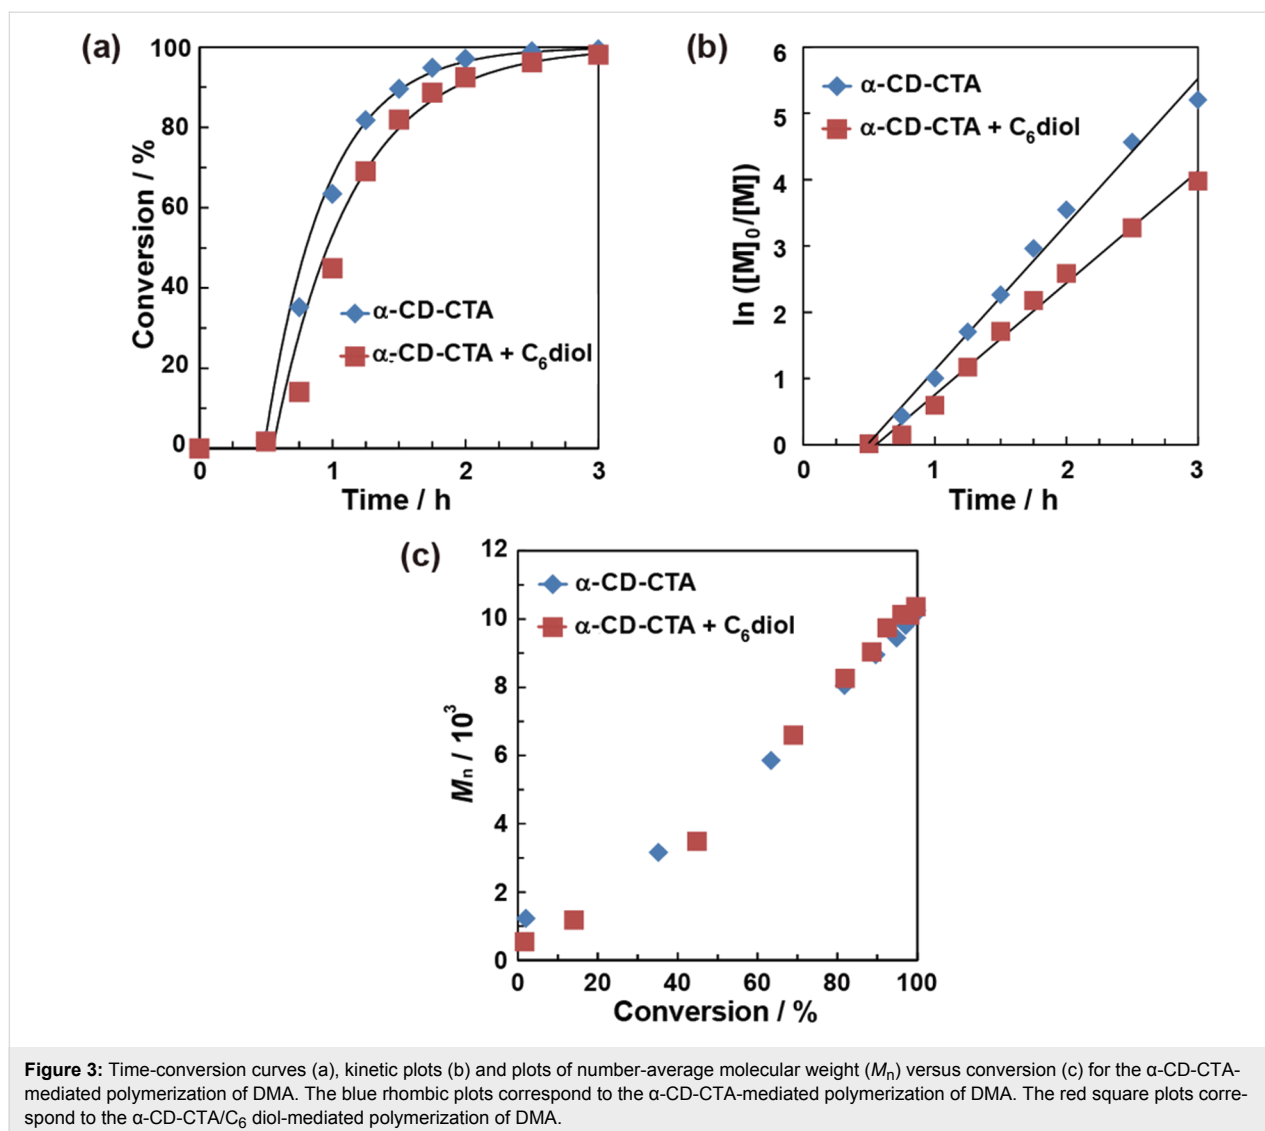 (a)
100
80
60
40
20
0
Conversion / %
α-CD-CTA
α-CD-CTA + C6diol
0 1 2 3
Time / h
(b)
6
5
4
3
2
1
0
ln ([M]0/[M])
α-CD-CTA
α-CD-CTA + C6diol
0 1 2 3
Time / h
(c)
12
10
8
6
4
2
0
Mn / 10³
α-CD-CTA
α-CD-CTA + C6diol
0 20 40 60 80 100
Conversion / %
Figure 3: Time-conversion curves (a), kinetic plots (b) and plots of number-average molecular weight (Mn) versus conversion (c) for the α-CD-CTA-
mediated polymerization of DMA. The blue rhombic plots correspond to the α-CD-CTA-mediated polymerization of DMA. The red square plots corre-
spond to the α-CD-CTA/C6 diol-mediated polymerization of DMA.